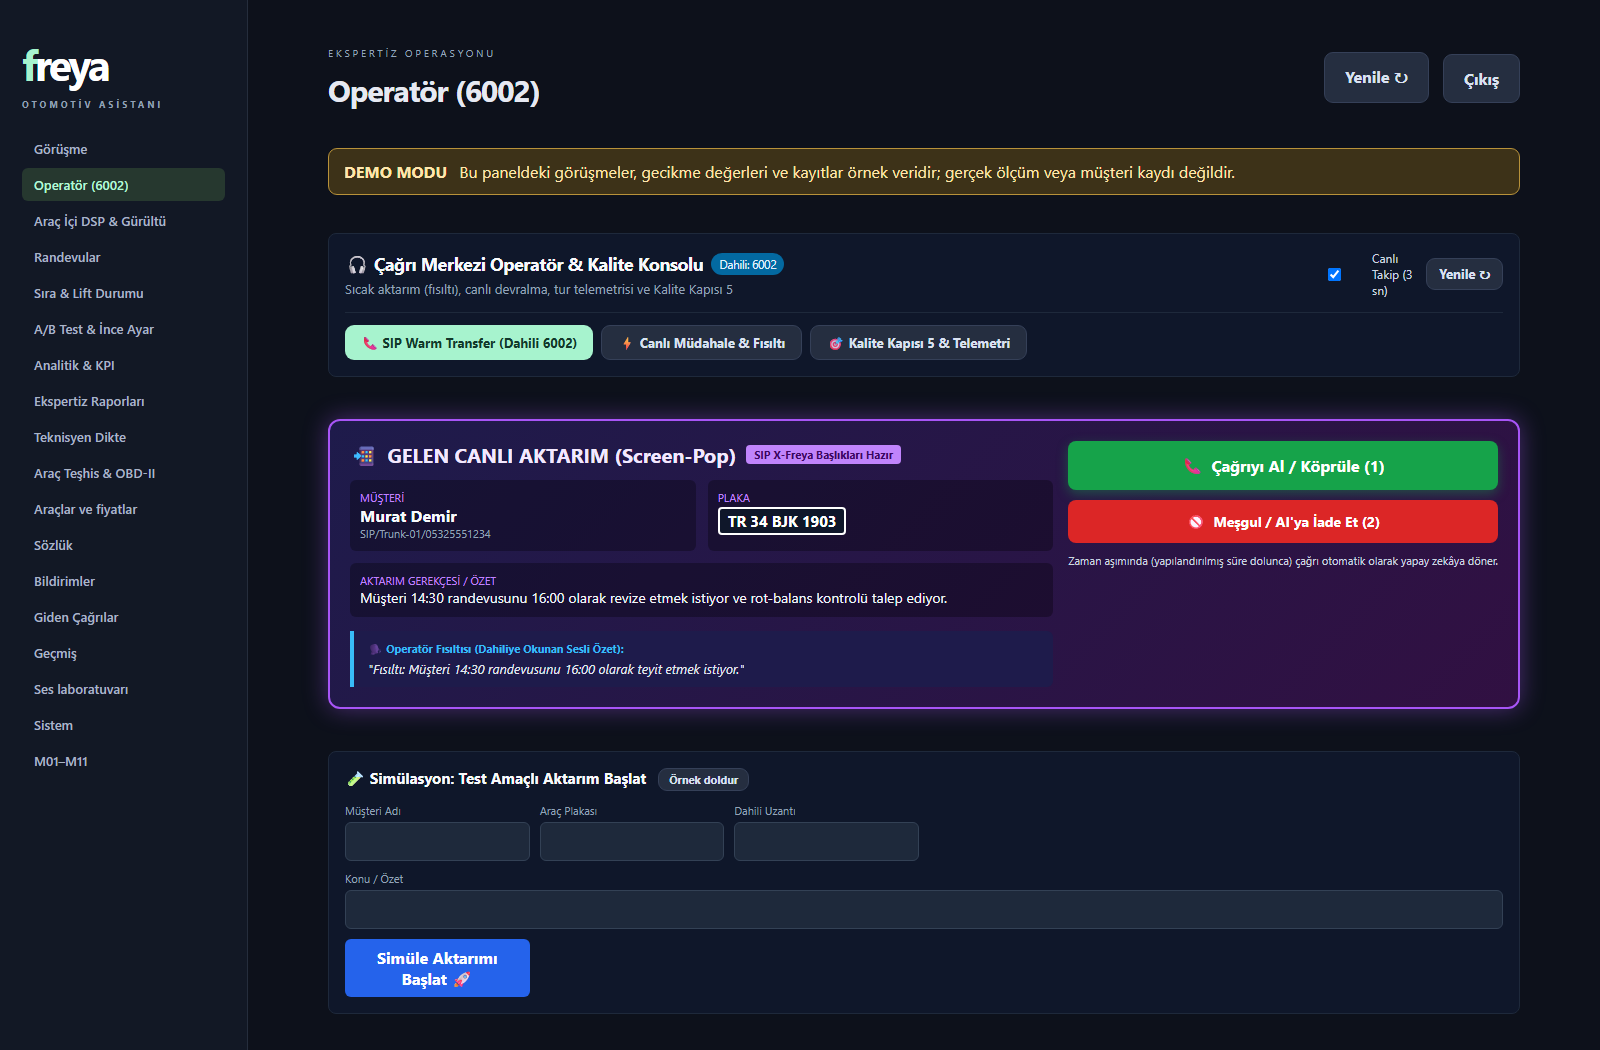 freya
OTOMOTİV ASİSTANI
Görüşme
Operatör (6002)
Araç İçi DSP & Gürültü
Randevular
Sıra & Lift Durumu
A/B Test & İnce Ayar
Analitik & KPI
Ekspertiz Raporları
Teknisyen Dikte
Araç Teşhis & OBD-II
Araçlar ve fiyatlar
Sözlük
Bildirimler
Giden Çağrılar
Geçmiş
Ses laboratuvarı
Sistem
M01–M11
EKSPERTİZ OPERASYONU
Operatör (6002)
Yenile ↻
Çıkış
DEMO MODU Bu paneldeki görüşmeler, gecikme değerleri ve kayıtlar örnek veridir; gerçek ölçüm veya müşteri kaydı değildir.
Çağrı Merkezi Operatör & Kalite Konsolu Dahili: 6002
Sıcak aktarım (fısıltı), canlı devralma, tur telemetrisi ve Kalite Kapısı 5
Canlı
Takip (3
sn)
Yenile ↻
SIP Warm Transfer (Dahili 6002)
Canlı Müdahale & Fısıltı
Kalite Kapısı 5 & Telemetri
GELEN CANLI AKTARIM (Screen-Pop) SIP X-Freya Başlıkları Hazır
MÜŞTERİ
Murat Demir
SIP/Trunk-01/05325551234
PLAKA
TR 34 BJK 1903
AKTARIM GEREKÇESİ / ÖZET
Müşteri 14:30 randevusunu 16:00 olarak revize etmek istiyor ve rot-balans kontrolü talep ediyor.
Operatör Fısıltısı (Dahiliye Okunan Sesli Özet):
"Fısıltı: Müşteri 14:30 randevusunu 16:00 olarak teyit etmek istiyor."
Çağrıyı Al / Köprüle (1)
Meşgul / AI'ya İade Et (2)
Zaman aşımında (yapılandırılmış süre dolunca) çağrı otomatik olarak yapay zekâya döner.
Simülasyon: Test Amaçlı Aktarım Başlat Örnek doldur
Müşteri Adı
Araç Plakası
Dahili Uzantı
Konu / Özet
Simüle Aktarımı
Başlat